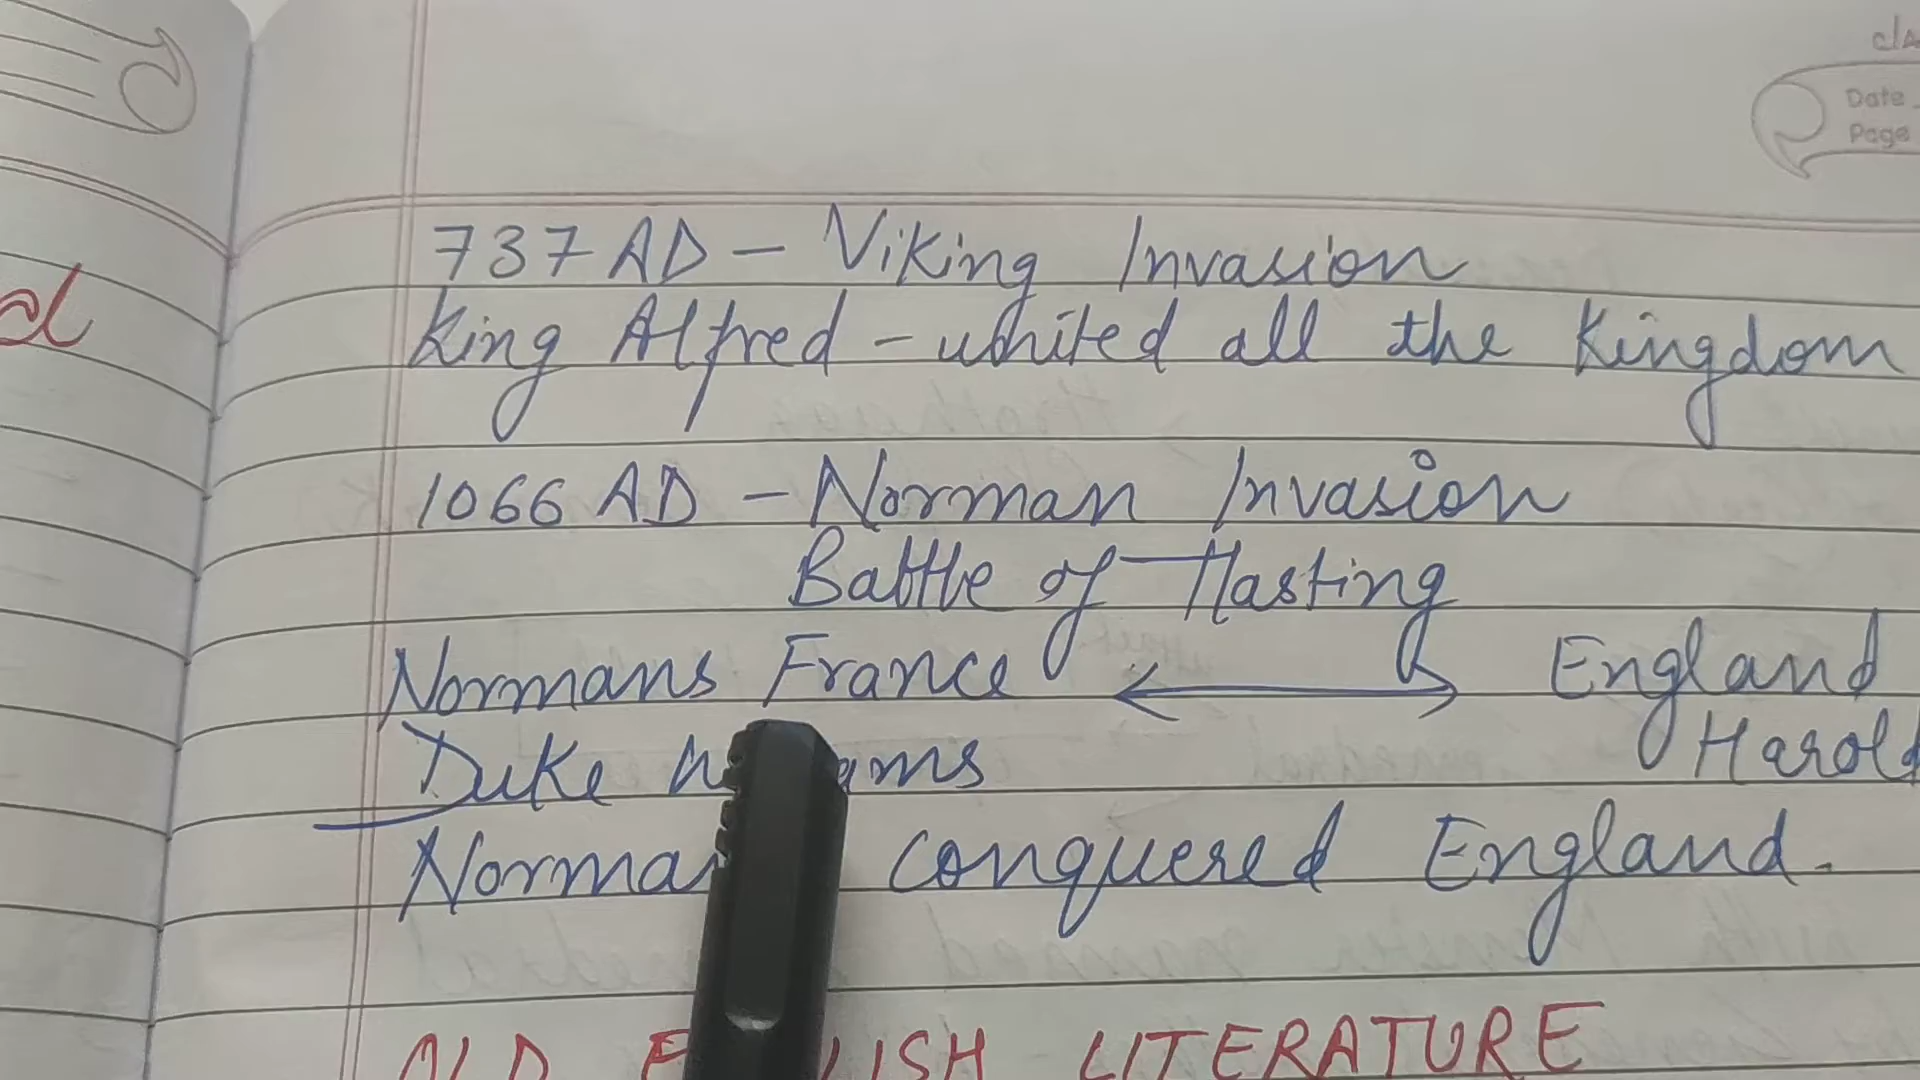 cla
Date
Page
d
737 AD - Viking Invasion
King Alfred - united all the Kingdom
1066 AD - Norman Invasion
Battle of Hasting
Normans France ↔ England
Duke Harold
conquered England.
LITERATURE